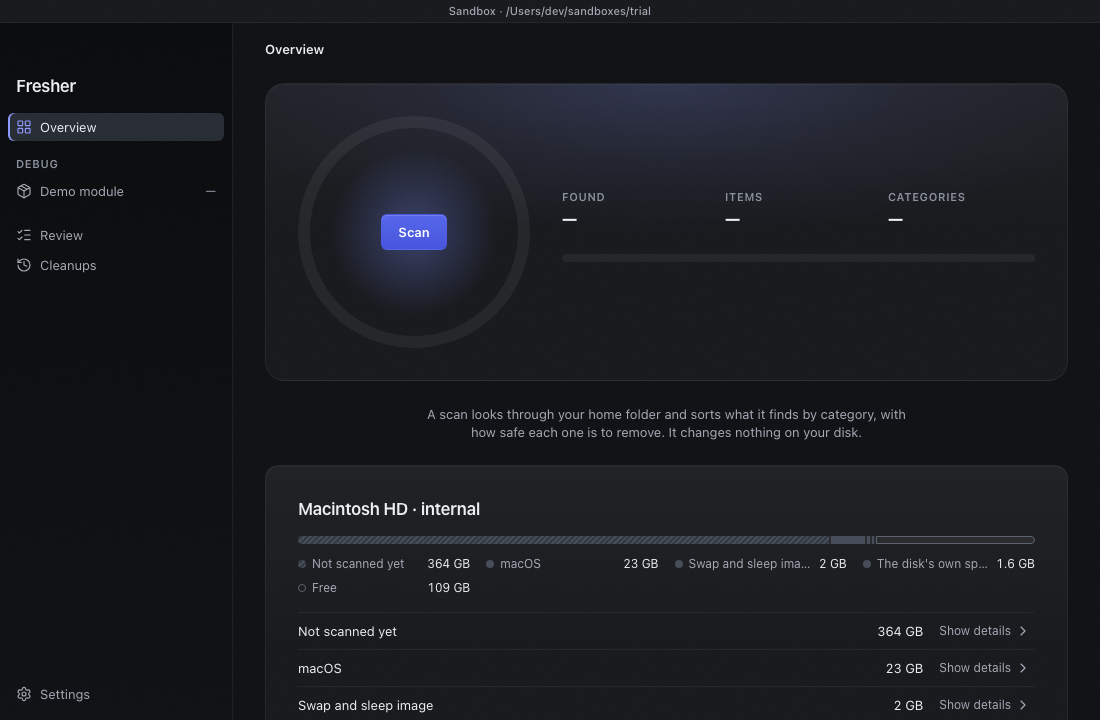 Sandbox · /Users/dev/sandboxes/trial
Fresher
Overview
DEBUG
Demo module
Review
Cleanups
Settings
Overview
Scan
FOUND
—
ITEMS
—
CATEGORIES
—
A scan looks through your home folder and sorts what it finds by category, with
how safe each one is to remove. It changes nothing on your disk.
Macintosh HD · internal
Not scanned yet 364 GB
macOS 23 GB
Swap and sleep ima... 2 GB
The disk's own sp... 1.6 GB
Free 109 GB
Not scanned yet 364 GB Show details
macOS 23 GB Show details
Swap and sleep image 2 GB Show details